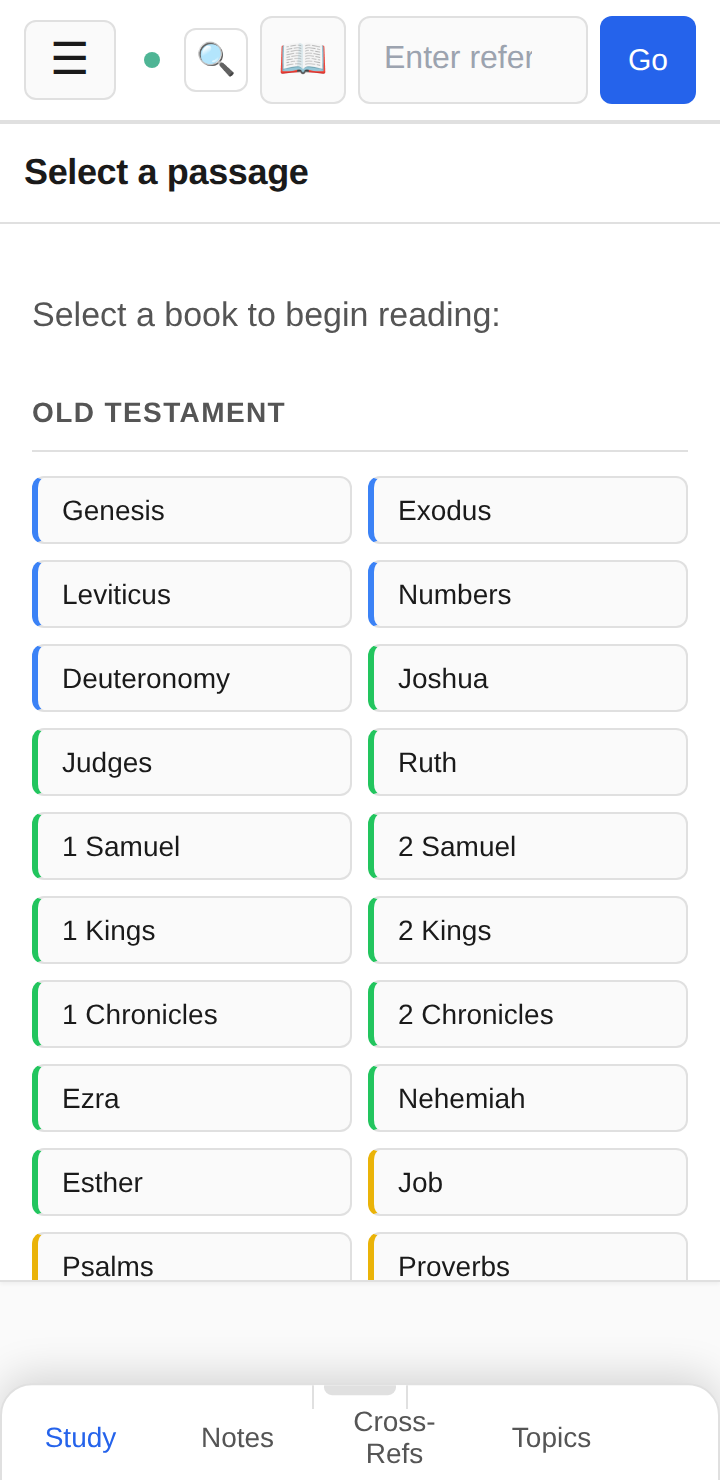 Enter refer
Go
Select a passage
Select a book to begin reading:
OLD TESTAMENT
Genesis
Exodus
Leviticus
Numbers
Deuteronomy
Joshua
Judges
Ruth
1 Samuel
2 Samuel
1 Kings
2 Kings
1 Chronicles
2 Chronicles
Ezra
Nehemiah
Esther
Job
Psalms
Proverbs
Study
Notes
Cross-
Refs
Topics